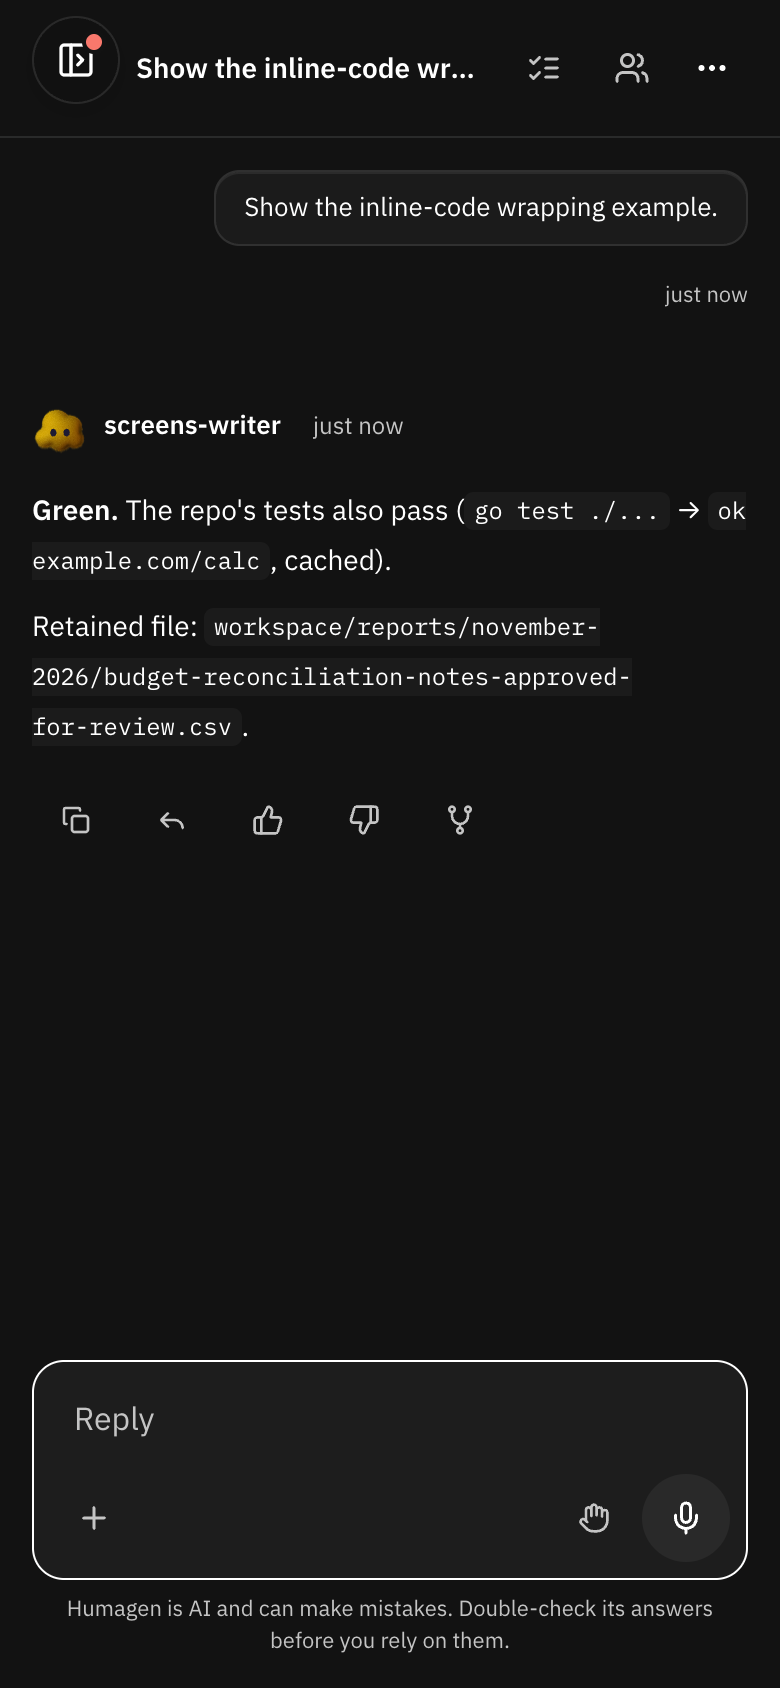 Show the inline-code wr...
Show the inline-code wrapping example.
just now
screens-writer just now
Green. The repo's tests also pass ( go test ./... → ok
example.com/calc , cached).
Retained file: workspace/reports/november-
2026/budget-reconciliation-notes-approved-
for-review.csv .
Reply
Humagen is AI and can make mistakes. Double-check its answers
before you rely on them.